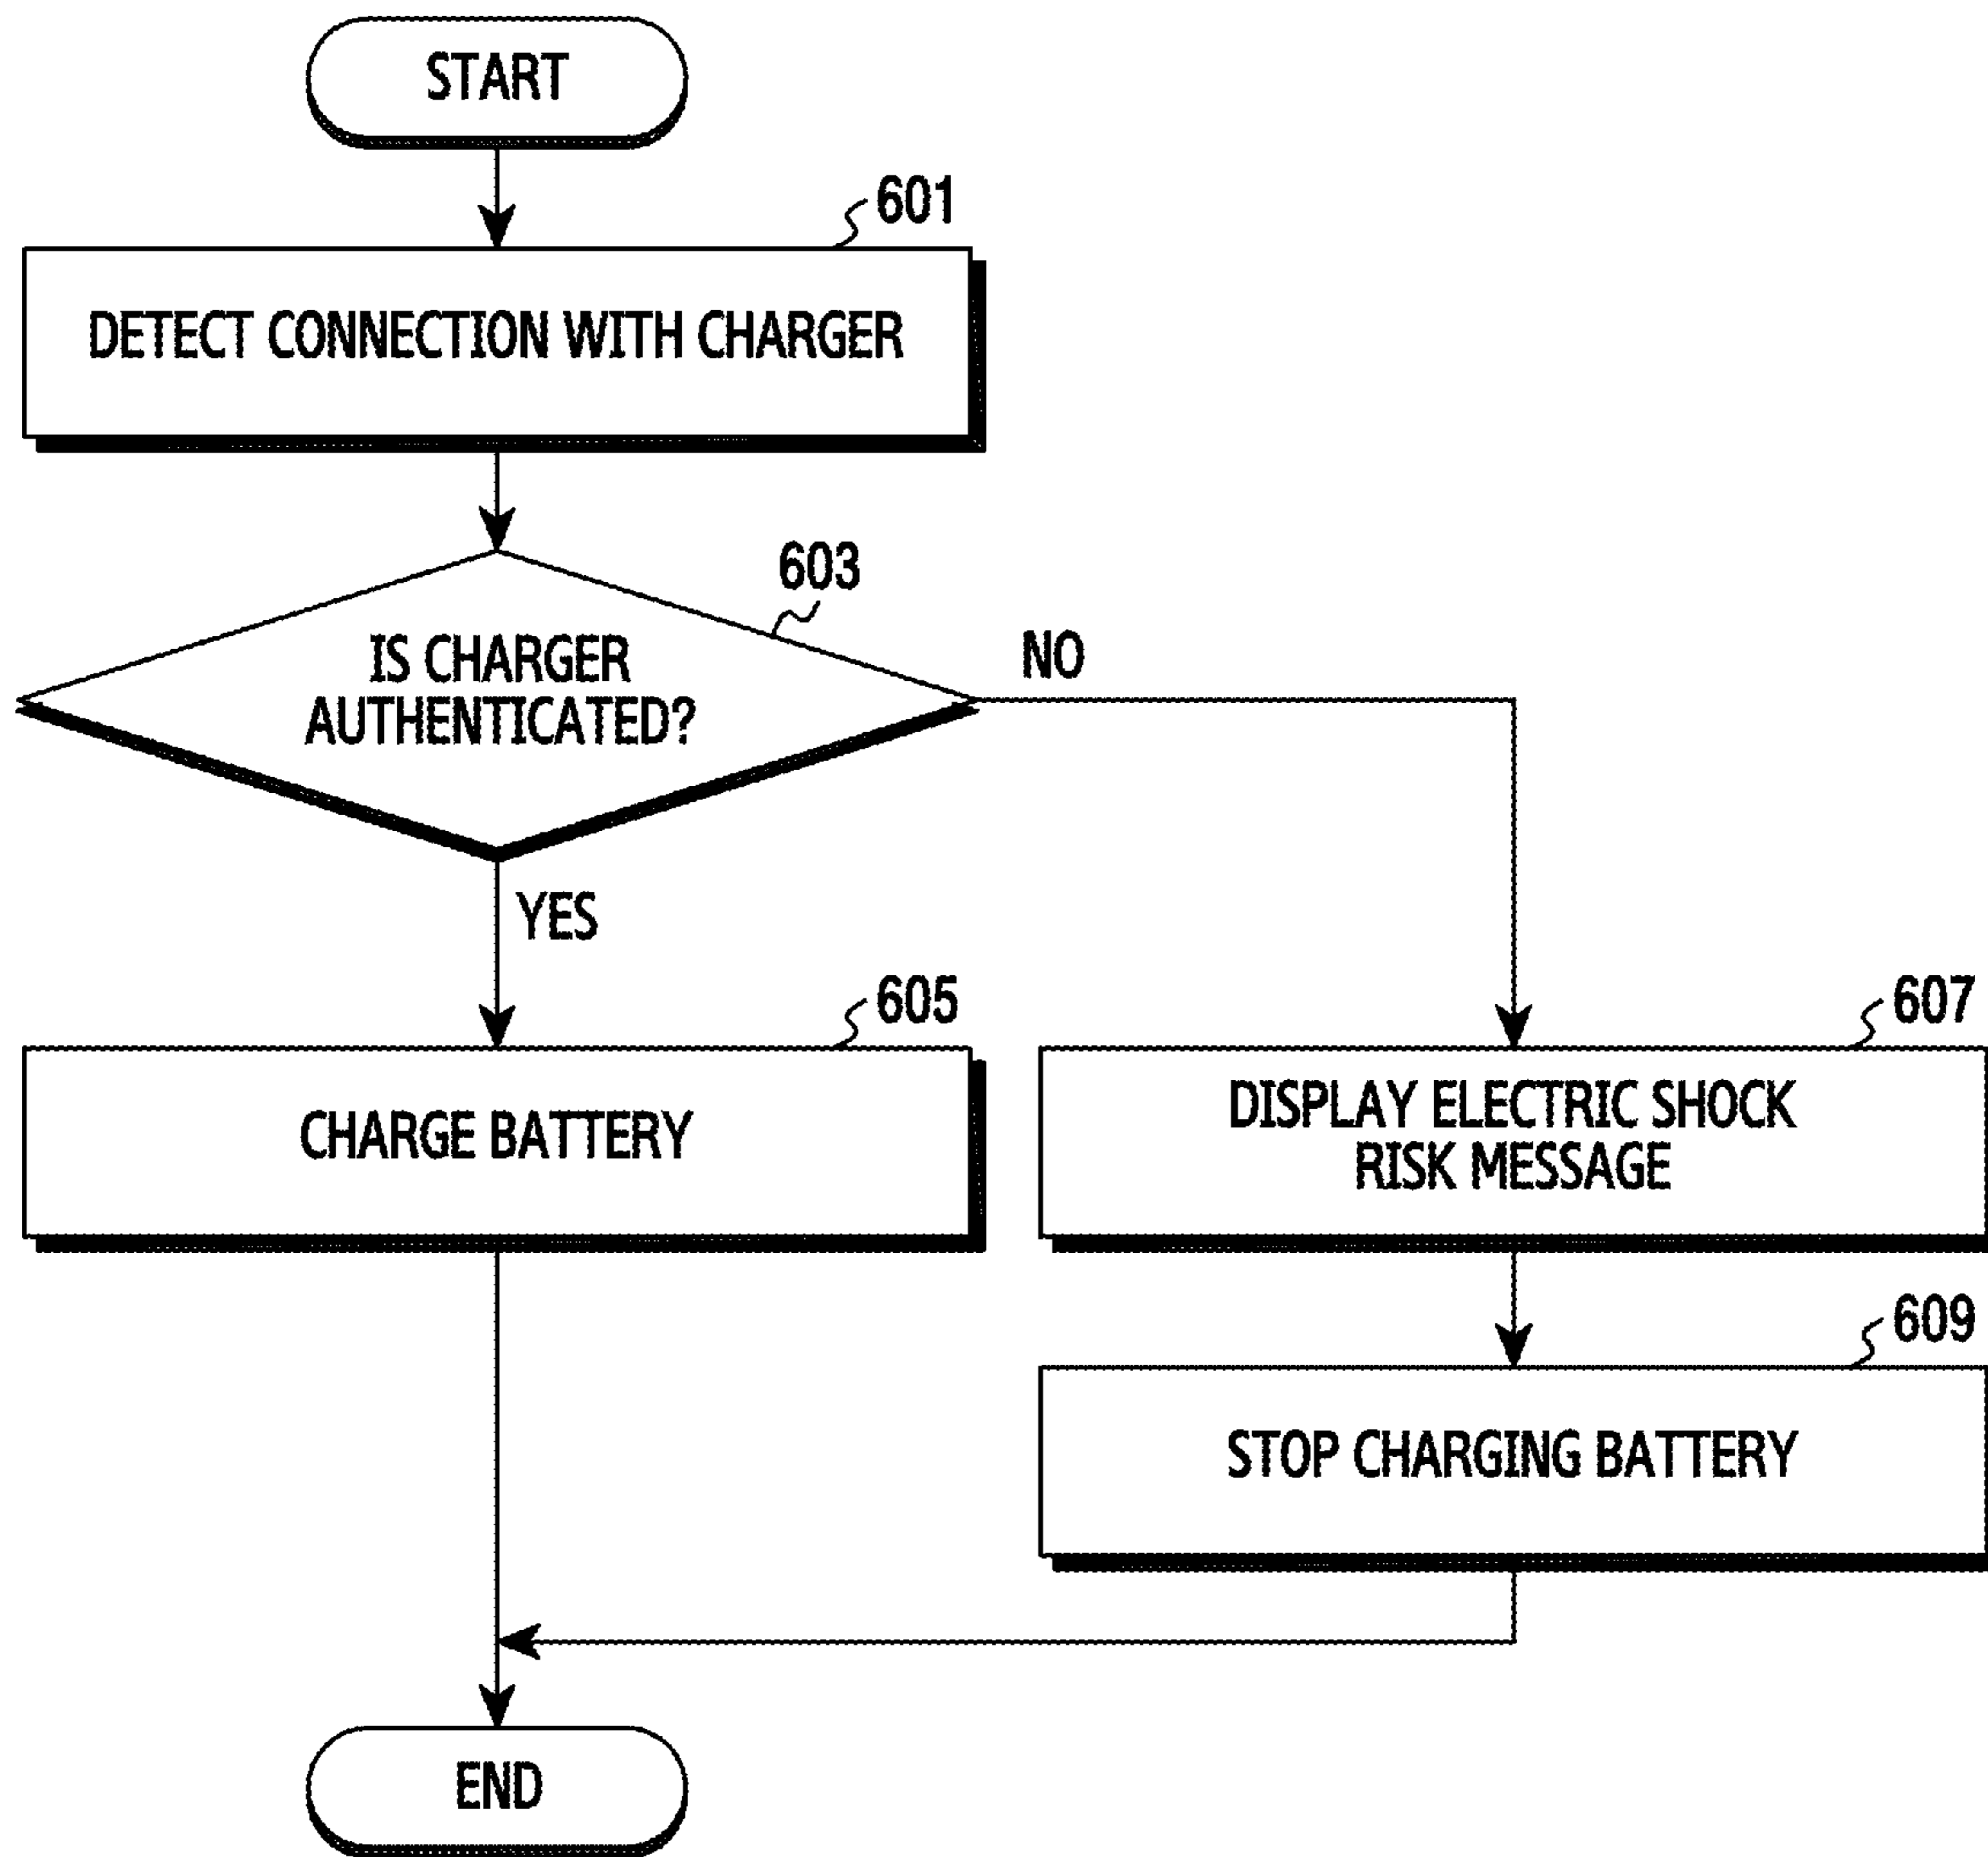 START
601
DETECT CONNECTION WITH CHARGER
603
IS CHARGER
AUTHENTICATED?
NO
YES
605
CHARGE BATTERY
607
DISPLAY ELECTRIC SHOCK
RISK MESSAGE
609
STOP CHARGING BATTERY
END